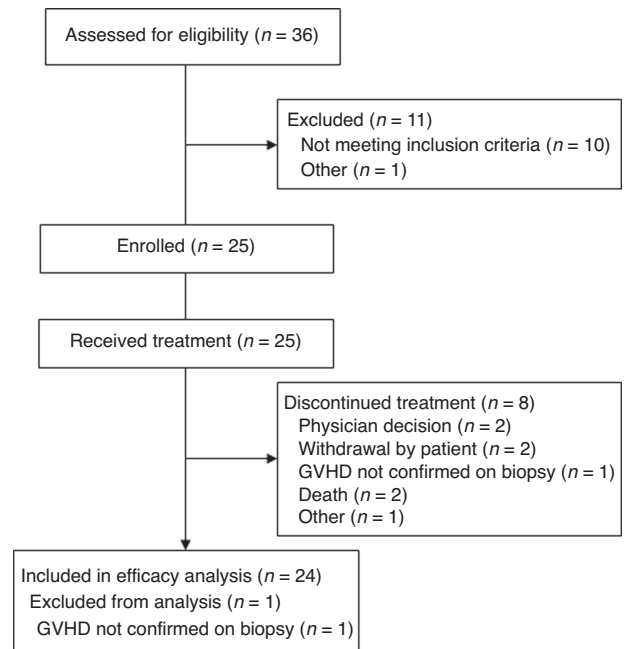 Assessed for eligibility (n = 36)
Excluded (n = 11)
Not meeting inclusion criteria (n = 10)
Other (n = 1)
Enrolled (n = 25)
Received treatment (n = 25)
Discontinued treatment (n = 8)
Physician decision (n = 2)
Withdrawal by patient (n = 2)
GVHD not confirmed on biopsy (n = 1)
Death (n = 2)
Other (n = 1)
Included in efficacy analysis (n = 24)
Excluded from analysis (n = 1)
GVHD not confirmed on biopsy (n = 1)